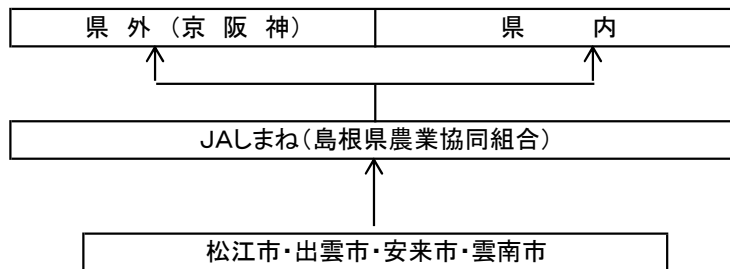 県 外 (京 阪 神) 県 内
JAしまね(島根県農業協同組合)
松江市・出雲市・安来市・雲南市